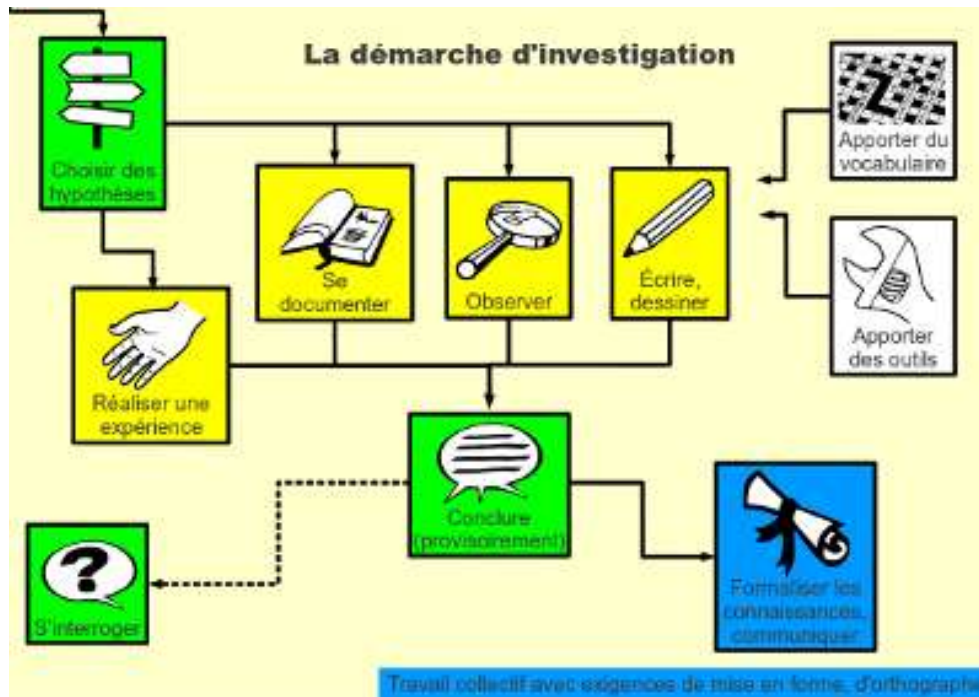 La démarche d'investigation
Choisir des
hypothèses
Apporter du
vocabulaire
Se
documenter
Observer
Écrire,
dessiner
Apporter
des outils
Réaliser une
expérience
Conclure
(provisoirement)
S'interroger
Formaliser les
connaissances,
communiquer
Travail collectif avec exigences de mise en forme, d'orthographe